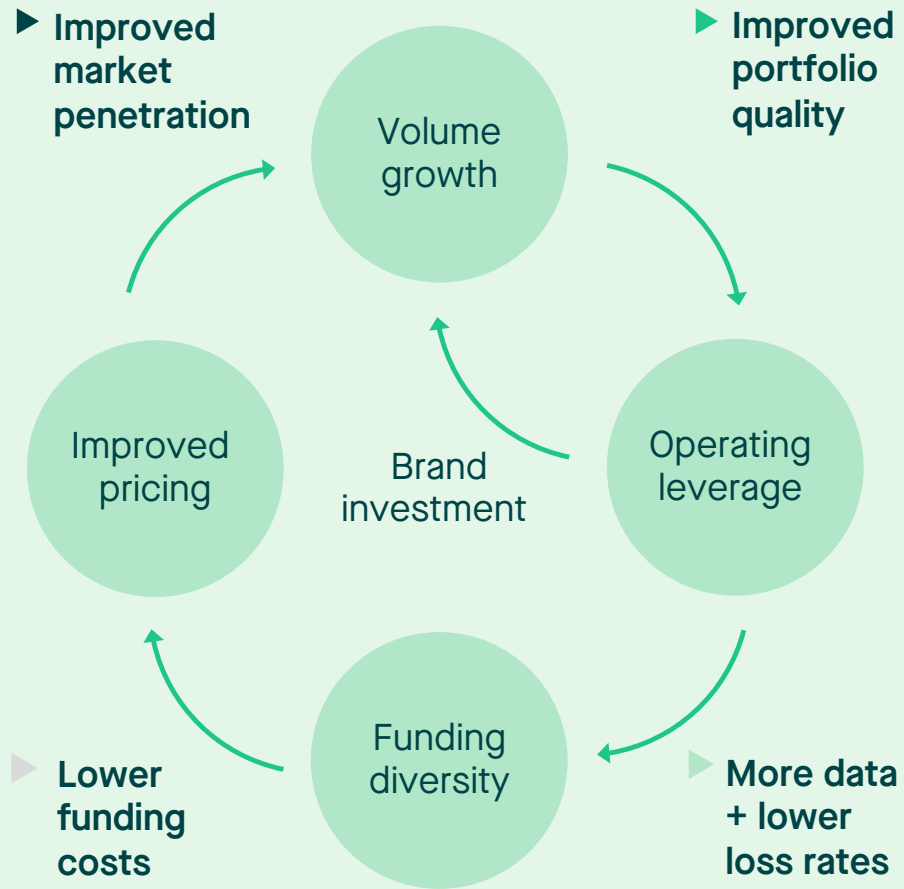 Improved
market
penetration
Improved
portfolio
quality
Volume
growth
Improved
pricing
Brand
investment
Operating
leverage
Funding
diversity
Lower
funding
costs
More data
+ lower
loss rates